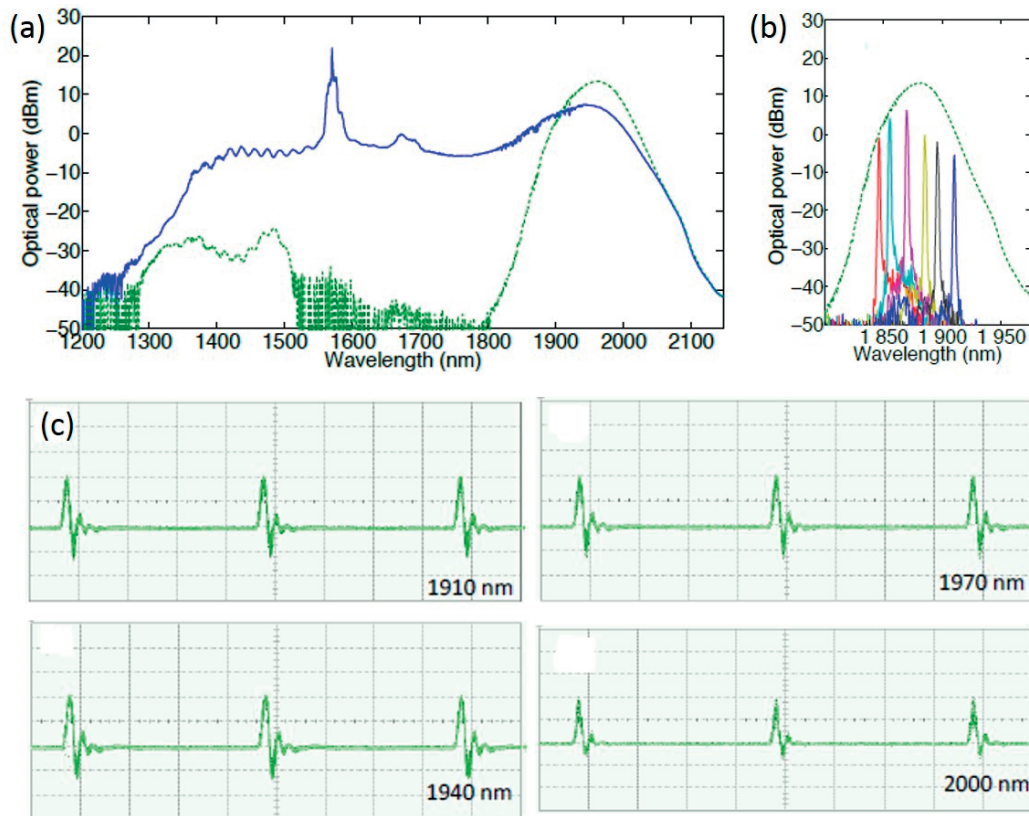 (a)
30
20
10
0
−10
−20
−30
−40
−50
Optical power (dBm)
1200 1300 1400 1500 1600 1700 1800 1900 2000 2100
Wavelength (nm)
(b)
30
20
10
0
−10
−20
−30
−40
−50
Optical power (dBm)
1 850 1 900 1 950
Wavelength (nm)
(c)
1910 nm
1970 nm
1940 nm
2000 nm